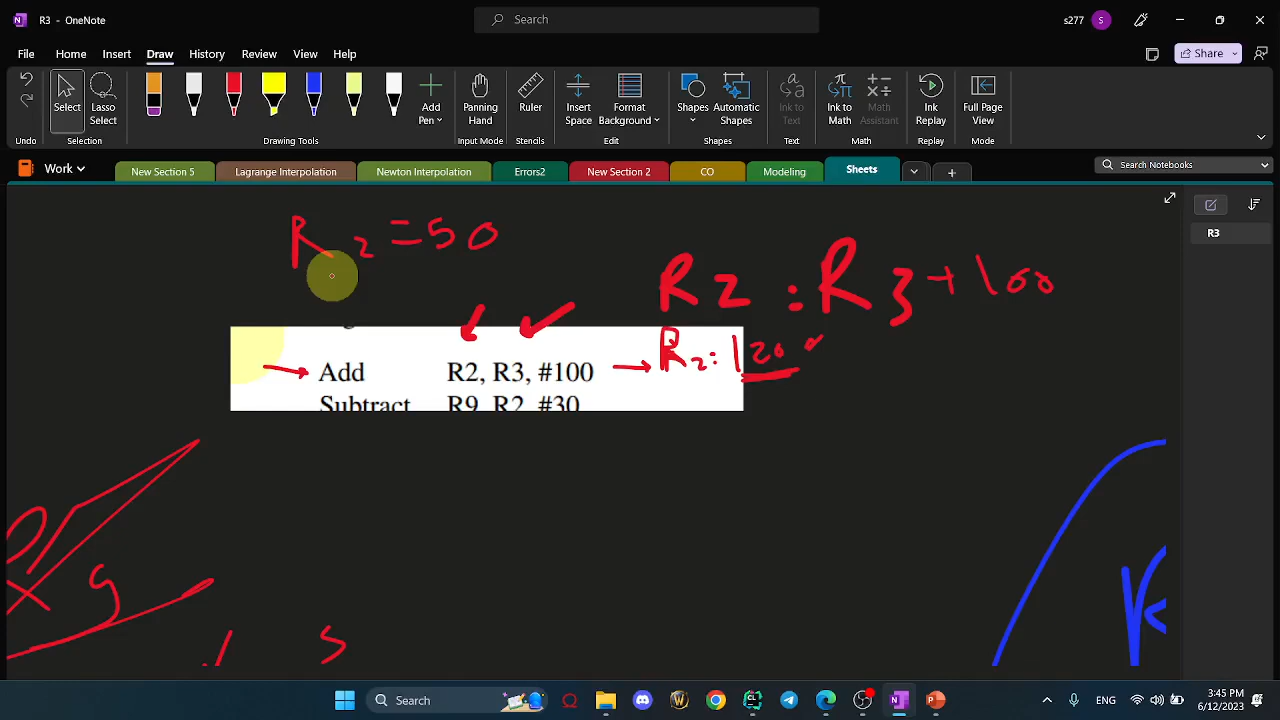 R3 - OneNote
Search
s277
S
File Home Insert Draw History Review View Help
Share
Select
Lasso Select
Add Pen
Panning Hand
Ruler
Insert Space
Format Background
Shapes
Automatic Shapes
Ink to Text
Ink to Math
Math Assistant
Ink Replay
Full Page View
Undo Selection Drawing Tools Input Mode Stencils Edit Shapes Convert Math Replay Mode
Work
New Section 5 Lagrange Interpolation Newton Interpolation Errors2 New Section 2 CO Modeling Sheets
Search Notebooks
R3
R2 = 50
R2 : R3 + 100
R2 : 120
Add R2, R3, #100
Subtract R9, R2, #30
Search
ENG
3:45 PM
6/12/2023